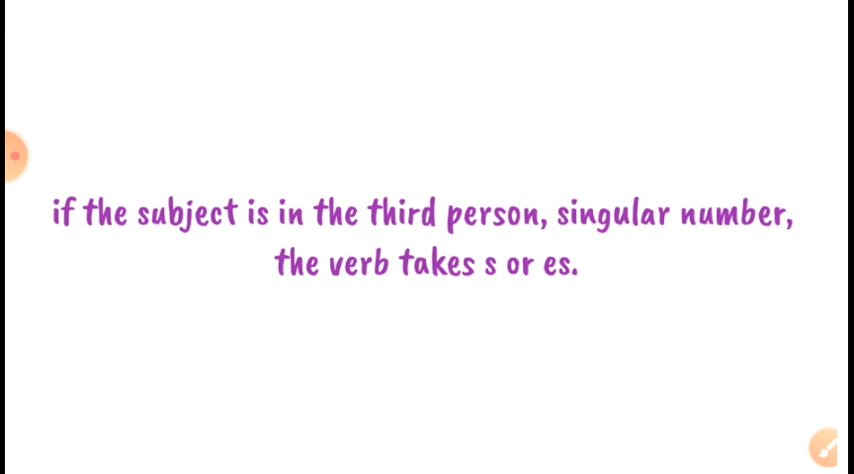 if the subject is in the third person, singular number,
the verb takes s or es.